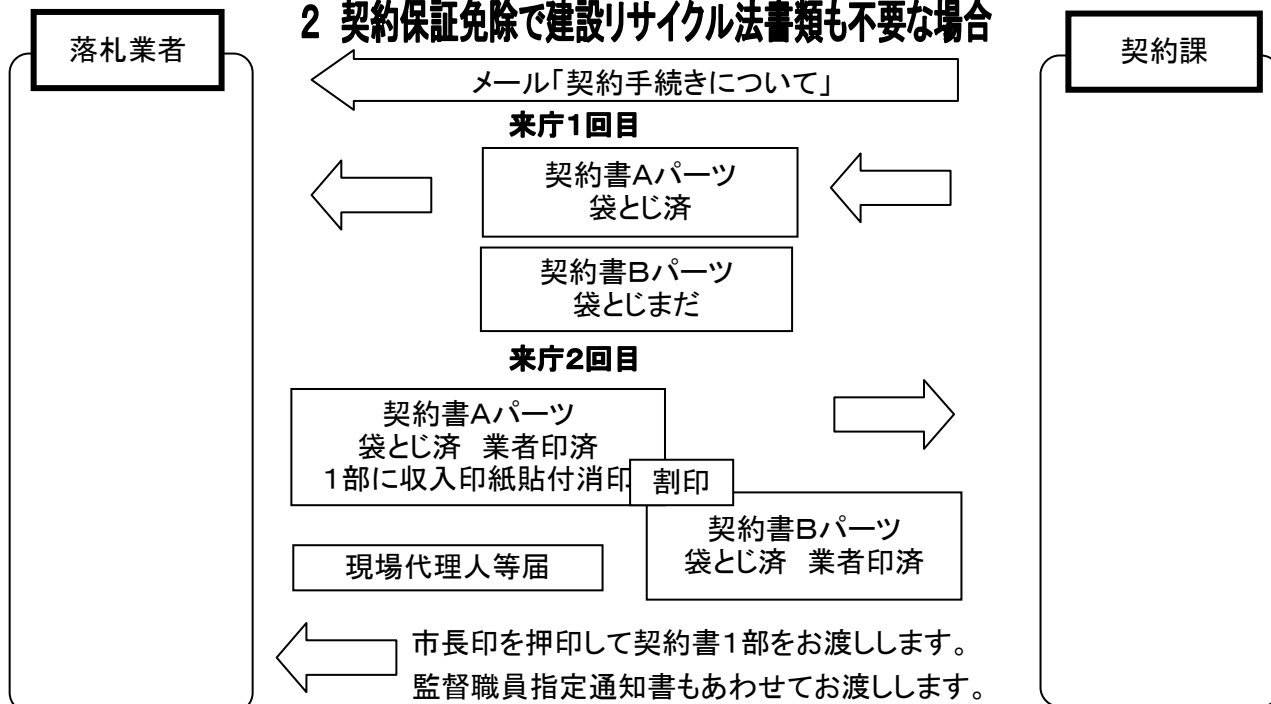 2 契約保証免除で建設リサイクル法書類も不要な場合
落札業者
契約課
メール「契約手続きについて」
来庁1回目
契約書Aパーツ
袋とじ済
契約書Bパーツ
袋とじまだ
来庁2回目
契約書Aパーツ
袋とじ済 業者印済
1部に収入印紙貼付消印
割印
契約書Bパーツ
袋とじ済 業者印済
現場代理人等届
市長印を押印して契約書1部をお渡しします。
監督職員指定通知書もあわせてお渡しします。